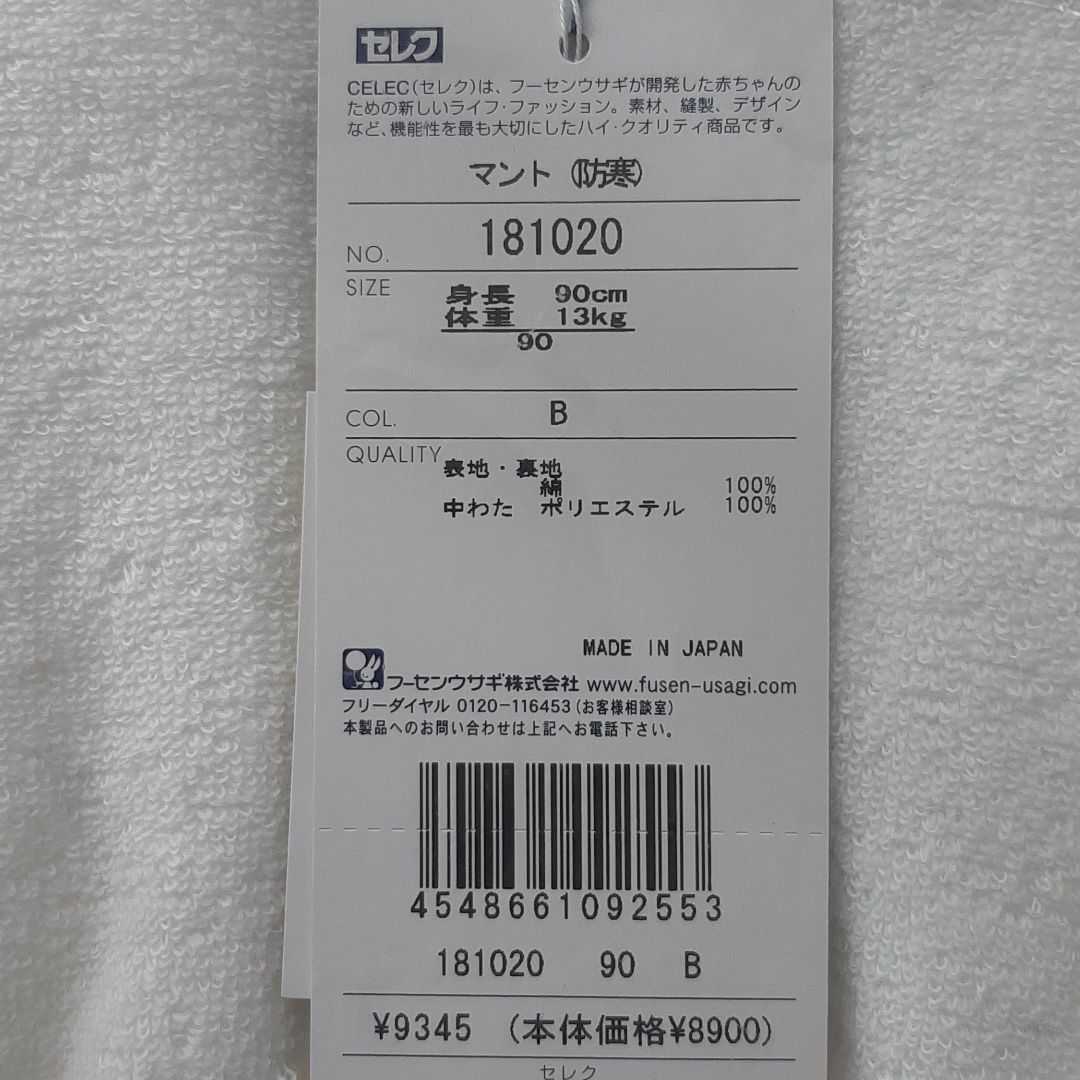 セレク
CELEC(セレク)は、フーセンウサギが開発した赤ちゃんの
ための新しいライフ・ファッション。素材、縫製、デザイン
など、機能性を最も大切にしたハイ・クオリティ商品です。
マント(防寒)
NO. 181020
SIZE 身長 90cm
体重 13kg
90
COL. B
QUALITY 表地・裏地
綿 100%
中わた ポリエステル 100%
MADE IN JAPAN
フーセンウサギ株式会社 www.fusen-usagi.com
フリーダイヤル 0120-116453(お客様相談室)
本製品へのお問い合わせは上記へお電話下さい。
4548661092553
181020 90 B
¥9345 (本体価格¥8900)
セレク